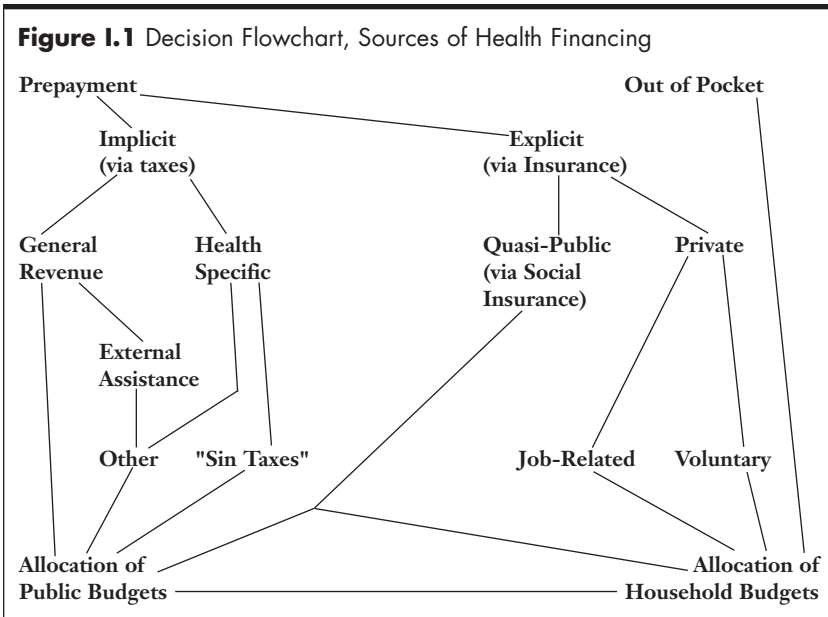 Figure I.1 Decision Flowchart, Sources of Health Financing
Prepayment
Out of Pocket
Implicit
(via taxes)
Explicit
(via Insurance)
General
Revenue
Health
Specific
Quasi-Public
(via Social
Insurance)
Private
External
Assistance
Other
"Sin Taxes"
Job-Related
Voluntary
Allocation of
Public Budgets
Allocation of
Household Budgets